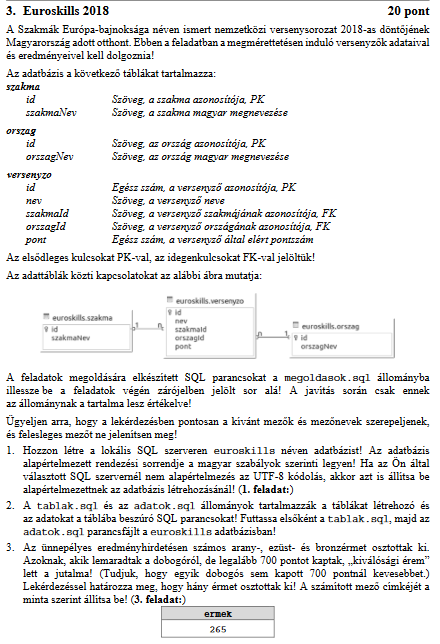 3. Euroskills 2018 20 pont
A Szakmák Európa-bajnoksága néven ismert nemzetközi versenysorozat 2018-as döntőjének
Magyarország adott otthont. Ebben a feladatban a megmérettetésen induló versenyzők adataival
és eredményeivel kell dolgoznia!
Az adatbázis a következő táblákat tartalmazza:
szakma
id Szöveg, a szakma azonosítója, PK
szakmaNev Szöveg, a szakma magyar megnevezése
orszag
id Szöveg, az ország azonosítója, PK
orszagNev Szöveg, az ország magyar megnevezése
versenyzo
id Egész szám, a versenyző azonosítója, PK
nev Szöveg, a versenyző neve
szakmaId Szöveg, a versenyző szakmájának azonosítója, FK
orszagId Szöveg, a versenyző országának azonosítója, FK
pont Egész szám, a versenyző által elért pontszám
Az elsődleges kulcsokat PK-val, az idegenkulcsokat FK-val jelöltük!
Az adattáblák közti kapcsolatokat az alábbi ábra mutatja:
euroskills.szakma
id
szakmaNev
1 n
euroskills.versenyzo
id
nev
szakmaId
orszagId
pont
n 1
euroskills.orszag
id
orszagNev
A feladatok megoldására elkészített SQL parancsokat a megoldasok.sql állományba
illessze be a feladatok végén zárójelben jelölt sor alá! A javítás során csak ennek
az állománynak a tartalma lesz értékelve!
Ügyeljen arra, hogy a lekérdezésben pontosan a kívánt mezők és mezőnevek szerepeljenek,
és felesleges mezőt ne jelenítsen meg!
1. Hozzon létre a lokális SQL szerveren euroskills néven adatbázist! Az adatbázis
alapértelmezett rendezési sorrendje a magyar szabályok szerinti legyen! Ha az Ön által
választott SQL szervernél nem alapértelmezés az UTF-8 kódolás, akkor azt is állítsa be
alapértelmezettnek az adatbázis létrehozásánál! (1. feladat:)
2. A tablak.sql és az adatok.sql állományok tartalmazzák a táblákat létrehozó és
az adatokat a táblába beszúró SQL parancsokat! Futtassa elsőként a tablak.sql, majd az
adatok.sql parancsfájlt a euroskills adatbázisban!
3. Az ünnepélyes eredményhirdetésen számos arany-, ezüst- és bronzérmet osztottak ki.
Azoknak, akik lemaradtak a dobogóról, de legalább 700 pontot kaptak, „kiválósági érem”
lett a jutalma! (Tudjuk, hogy egyik dobogós sem kapott 700 pontnál kevesebbet.)
Lekérdezéssel határozza meg, hogy hány érmet osztottak ki! A számított mező címkéjét a
minta szerint állítsa be! (3. feladat:)
ermek
265